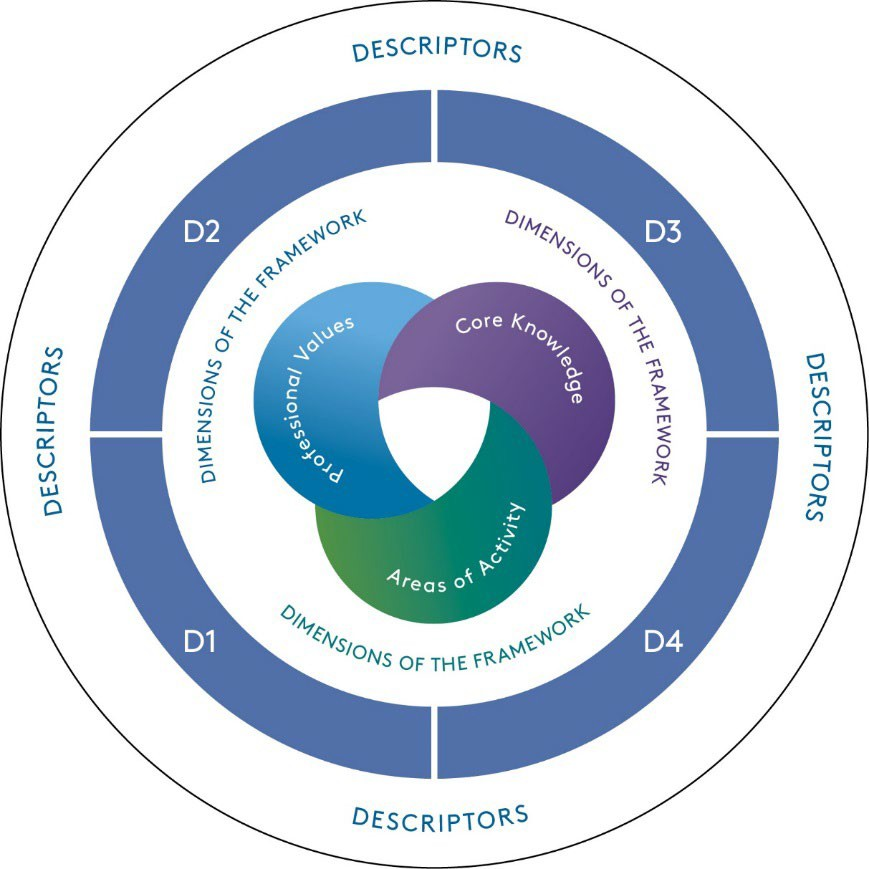 DESCRIPTORS
D2
D3
DIMENSIONS OF THE FRAMEWORK
DIMENSIONS OF THE FRAMEWORK
Professional Values
Core Knowledge
DESCRIPTORS
DESCRIPTORS
Areas of Activity
DIMENSIONS OF THE FRAMEWORK
D1
D4
DESCRIPTORS